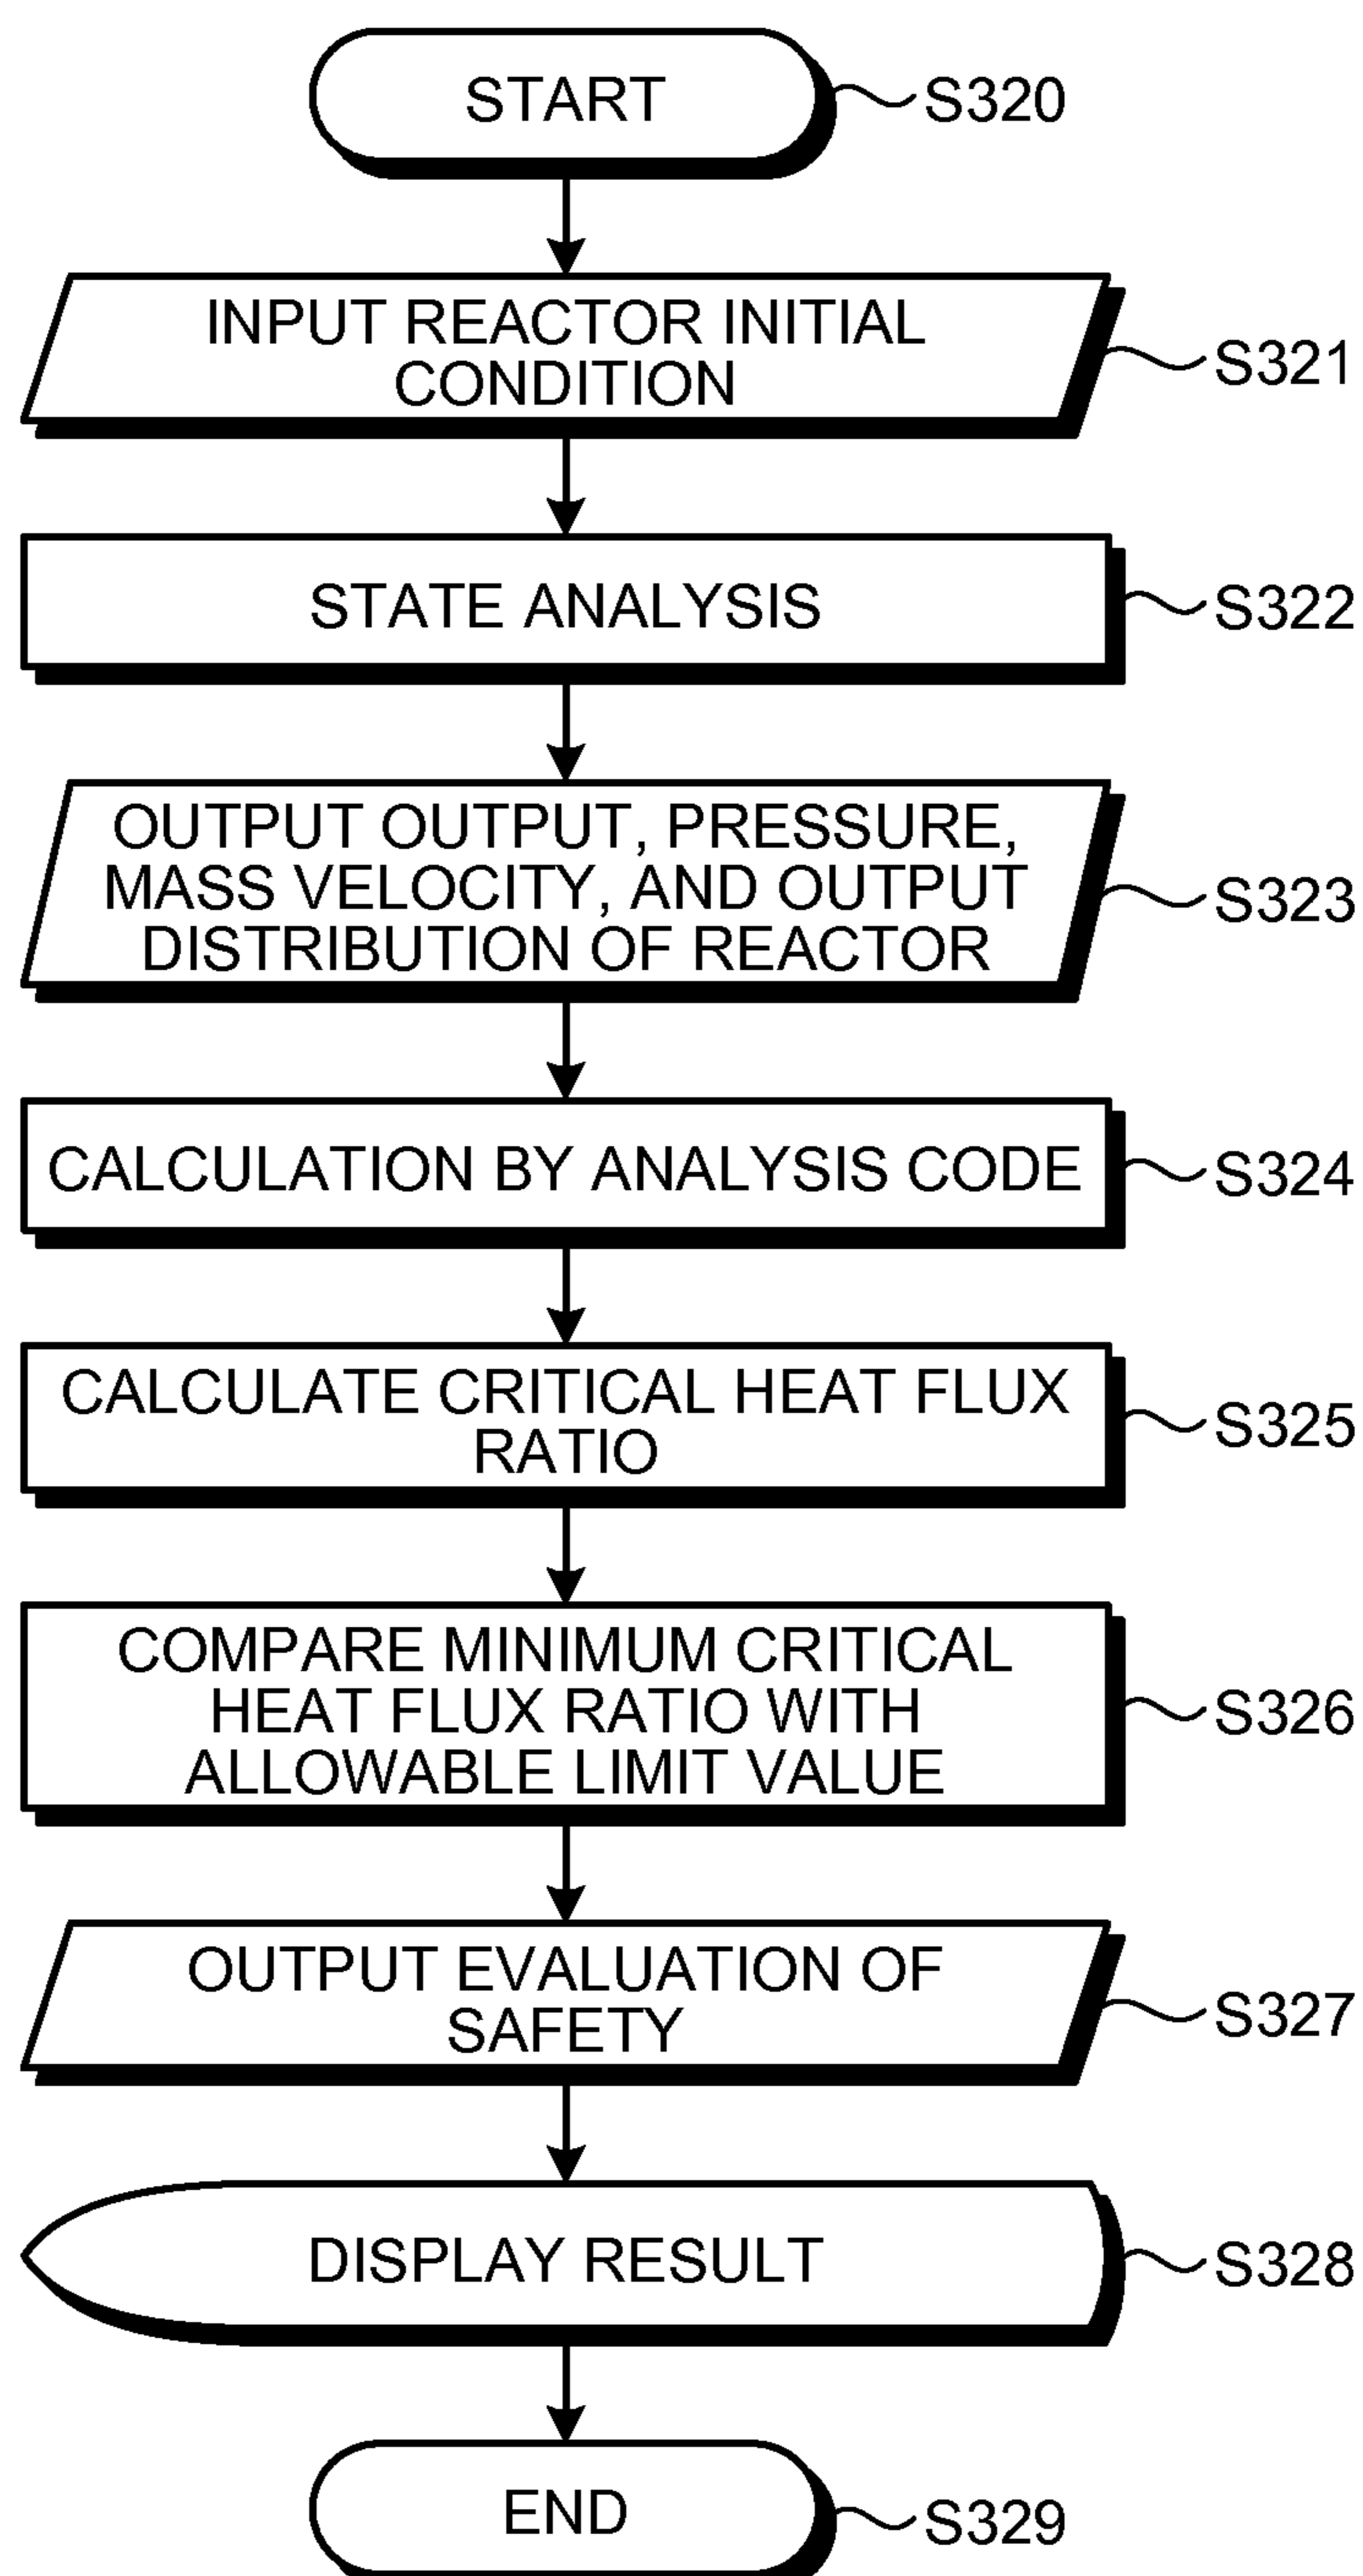 START
S320
INPUT REACTOR INITIAL
CONDITION
S321
STATE ANALYSIS
S322
OUTPUT OUTPUT, PRESSURE,
MASS VELOCITY, AND OUTPUT
DISTRIBUTION OF REACTOR
S323
CALCULATION BY ANALYSIS CODE
S324
CALCULATE CRITICAL HEAT FLUX
RATIO
S325
COMPARE MINIMUM CRITICAL
HEAT FLUX RATIO WITH
ALLOWABLE LIMIT VALUE
S326
OUTPUT EVALUATION OF
SAFETY
S327
DISPLAY RESULT
S328
END
S329